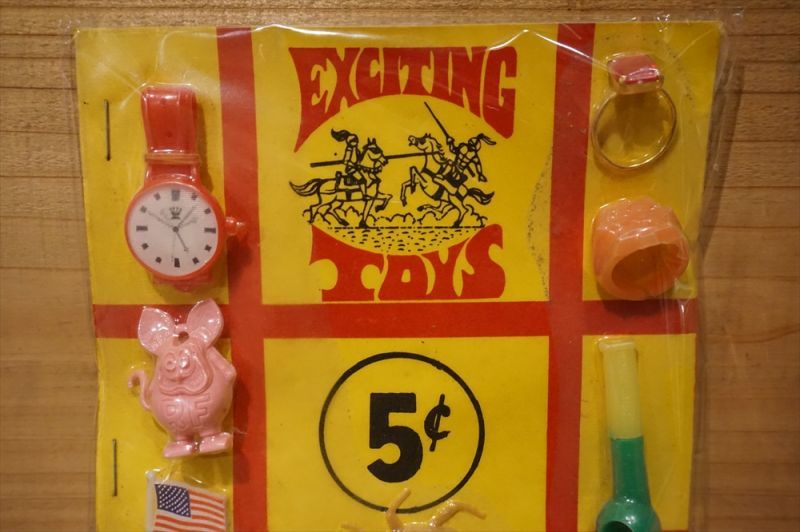 EXCITING
TOYS
R.F.
5¢